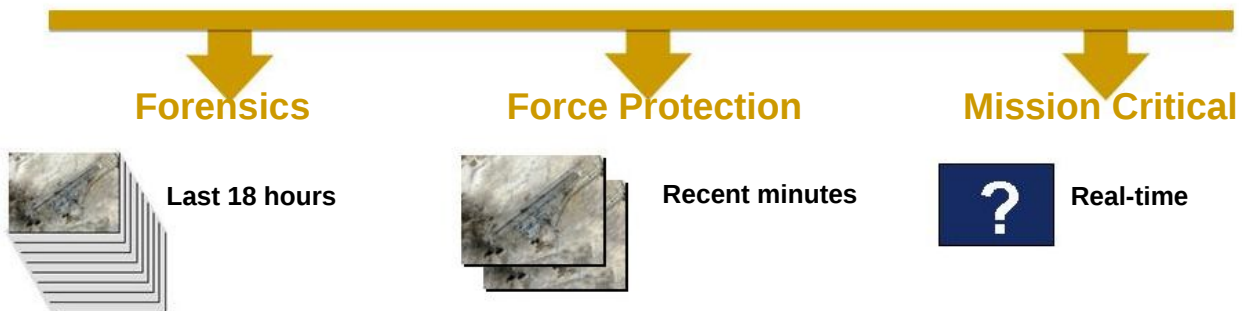 Forensics
Force Protection
Mission Critical
Last 18 hours
Recent minutes
?
Real-time